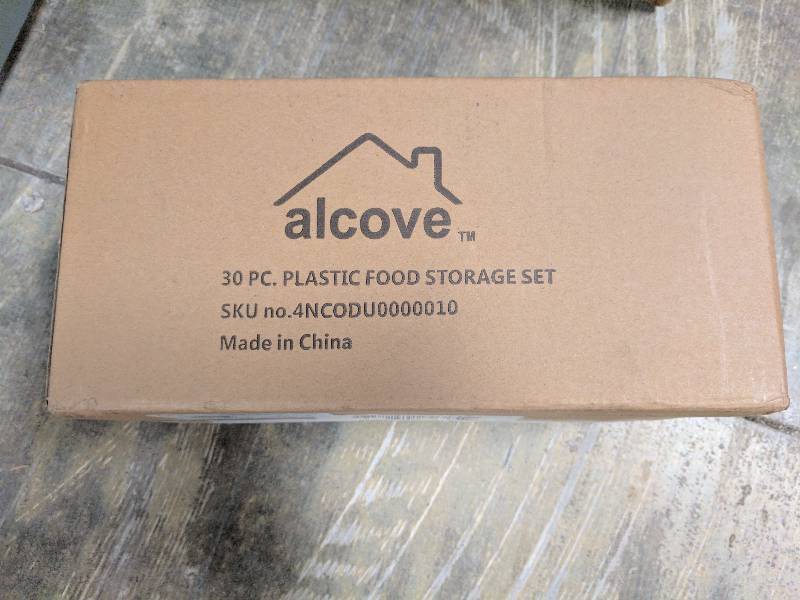 alcove™
30 PC. PLASTIC FOOD STORAGE SET
SKU no.4NCODU0000010
Made in China